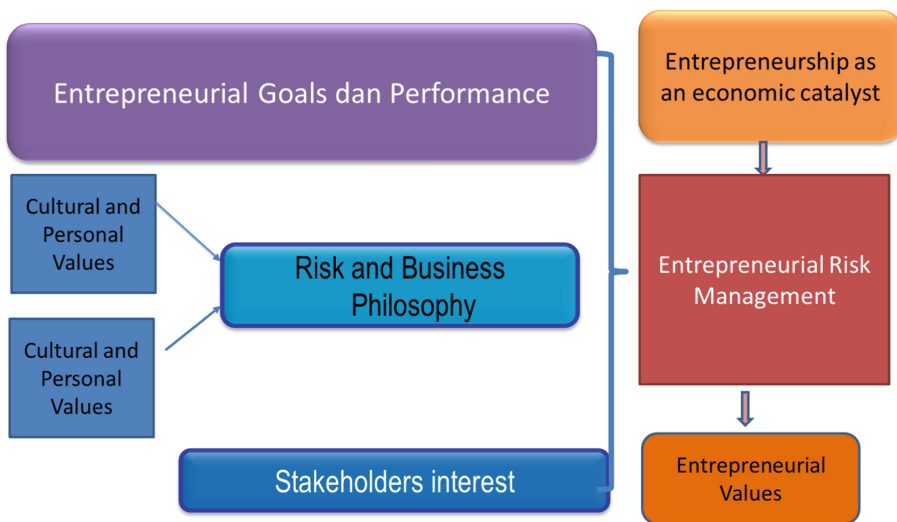 Entrepreneurial Goals dan Performance
Entrepreneurship as
an economic catalyst
Cultural and
Personal
Values
Risk and Business
Philosophy
Entrepreneurial Risk
Management
Cultural and
Personal
Values
Stakeholders interest
Entrepreneurial
Values